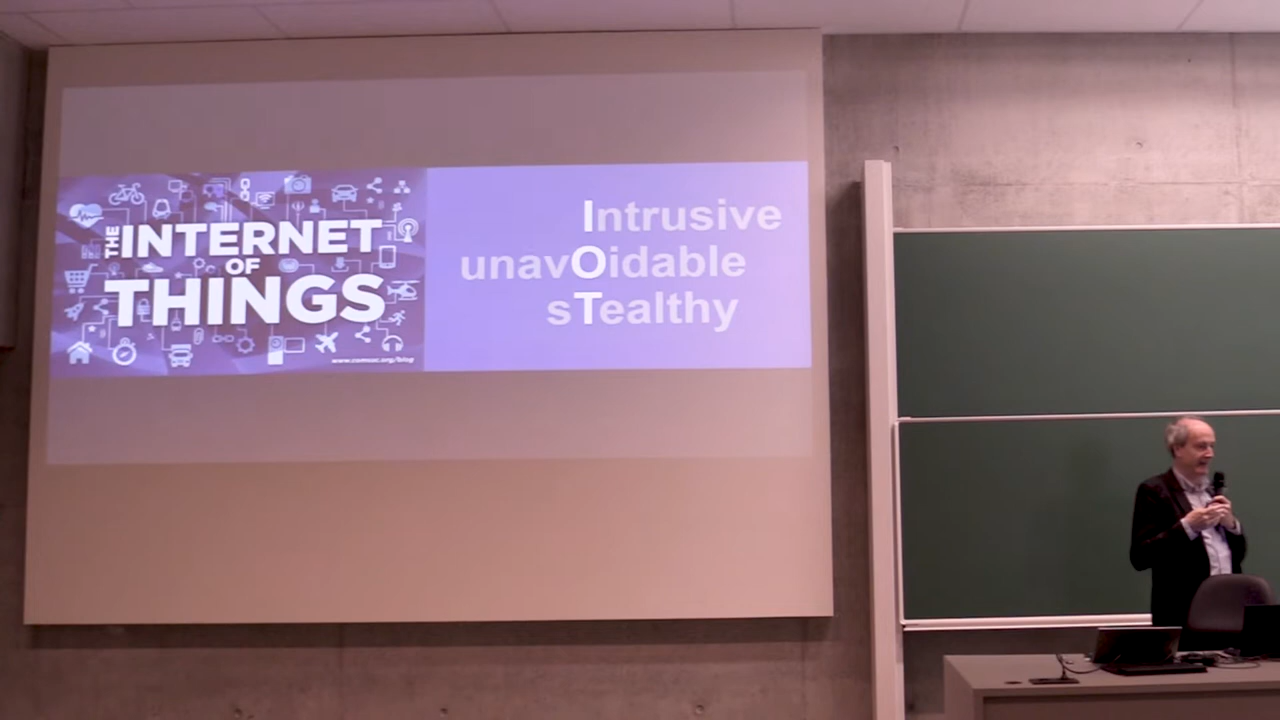 THE INTERNET
OF
THINGS
www.comsoc.org/blog
Intrusive
unavOidable
sTealthy